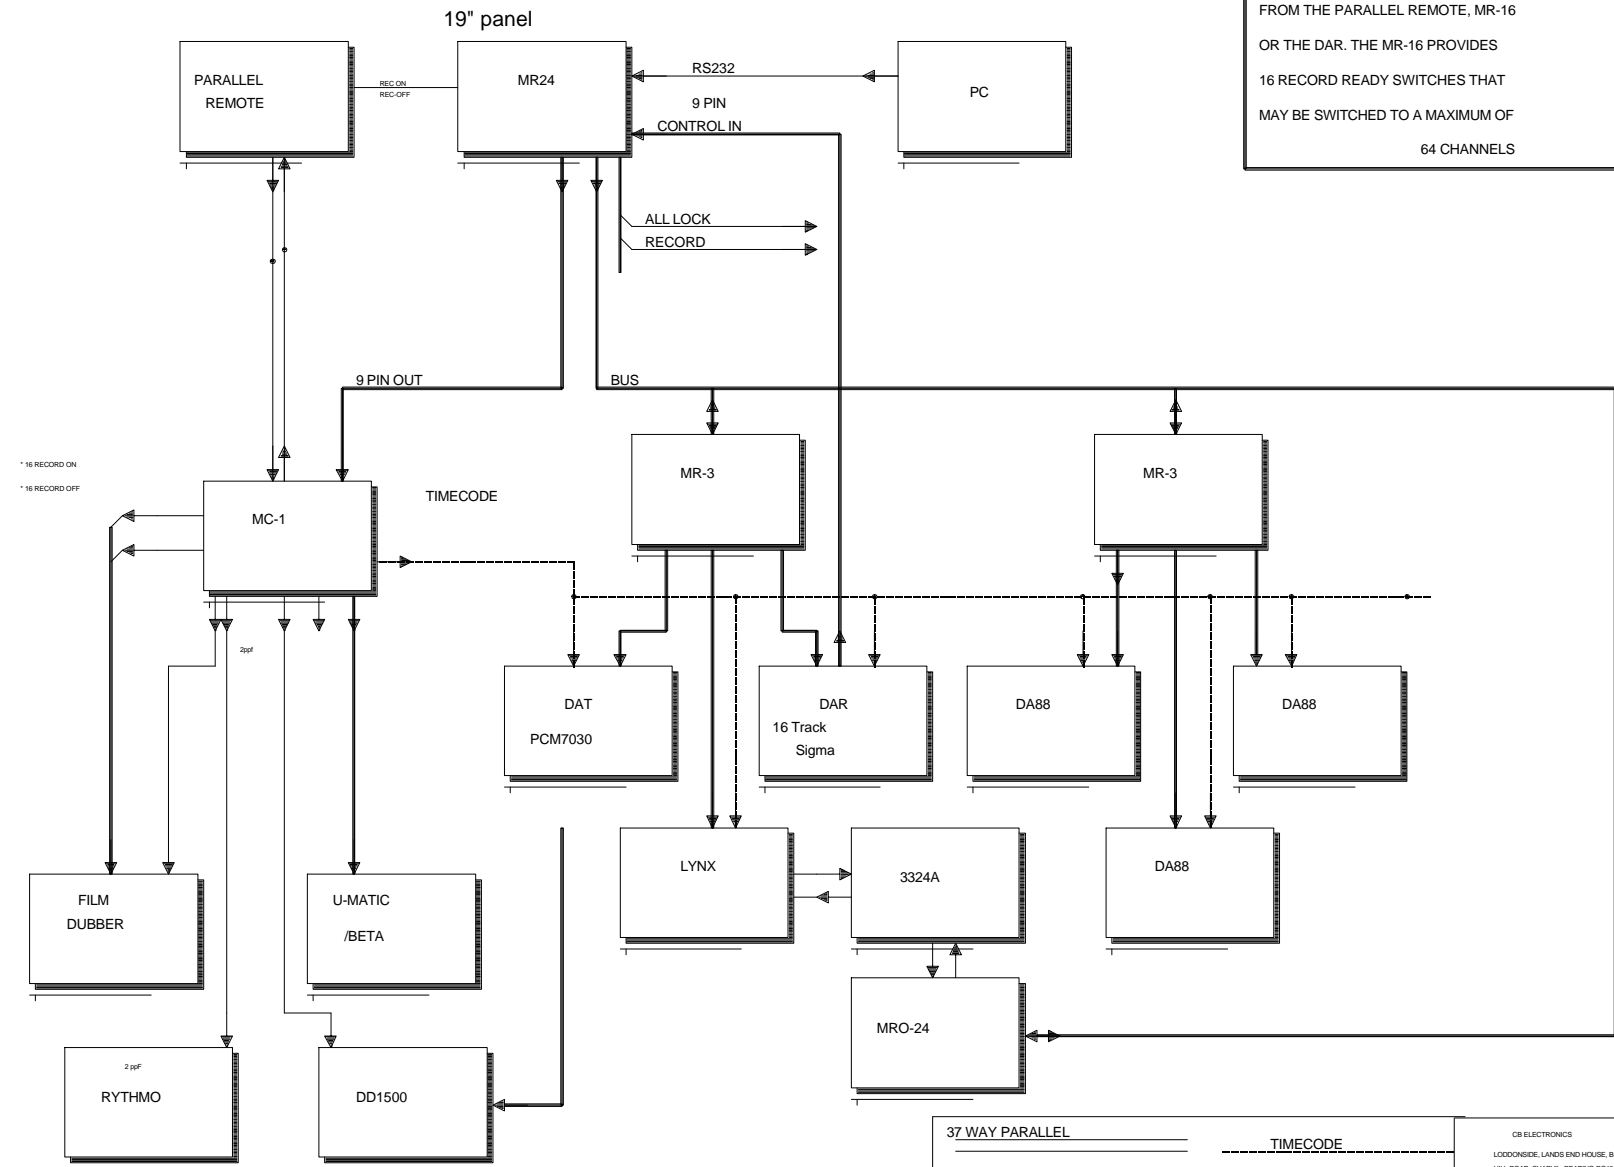 19" panel
FROM THE PARALLEL REMOTE, MR-16
OR THE DAR. THE MR-16 PROVIDES
16 RECORD READY SWITCHES THAT
MAY BE SWITCHED TO A MAXIMUM OF
64 CHANNELS
PARALLEL
REMOTE
REC ON
REC-OFF
MR24
RS232
9 PIN
CONTROL IN
PC
ALL LOCK
RECORD
9 PIN OUT
BUS
* 16 RECORD ON
* 16 RECORD OFF
MC-1
TIMECODE
MR-3
MR-3
2ppf
DAT
PCM7030
DAR
16 Track
Sigma
DA88
DA88
FILM
DUBBER
U-MATIC
/BETA
LYNX
3324A
DA88
MRO-24
2 ppF
RYTHMO
DD1500
37 WAY PARALLEL
TIMECODE
CB ELECTRONICS
LODDONSIDE, LANDS END HOUSE, B